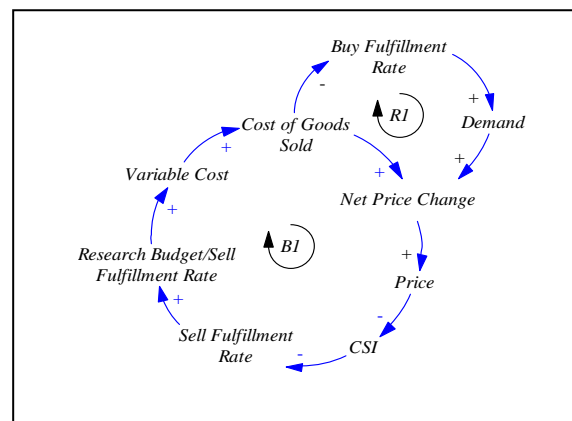 Buy Fulfillment
Rate
-
+
R1
Cost of Goods
Sold
Demand
+
+
+
Variable Cost
Net Price Change
+
B1
Research Budget/Sell
Fulfillment Rate
+
Price
+
-
Sell Fulfillment
Rate
CSI
-